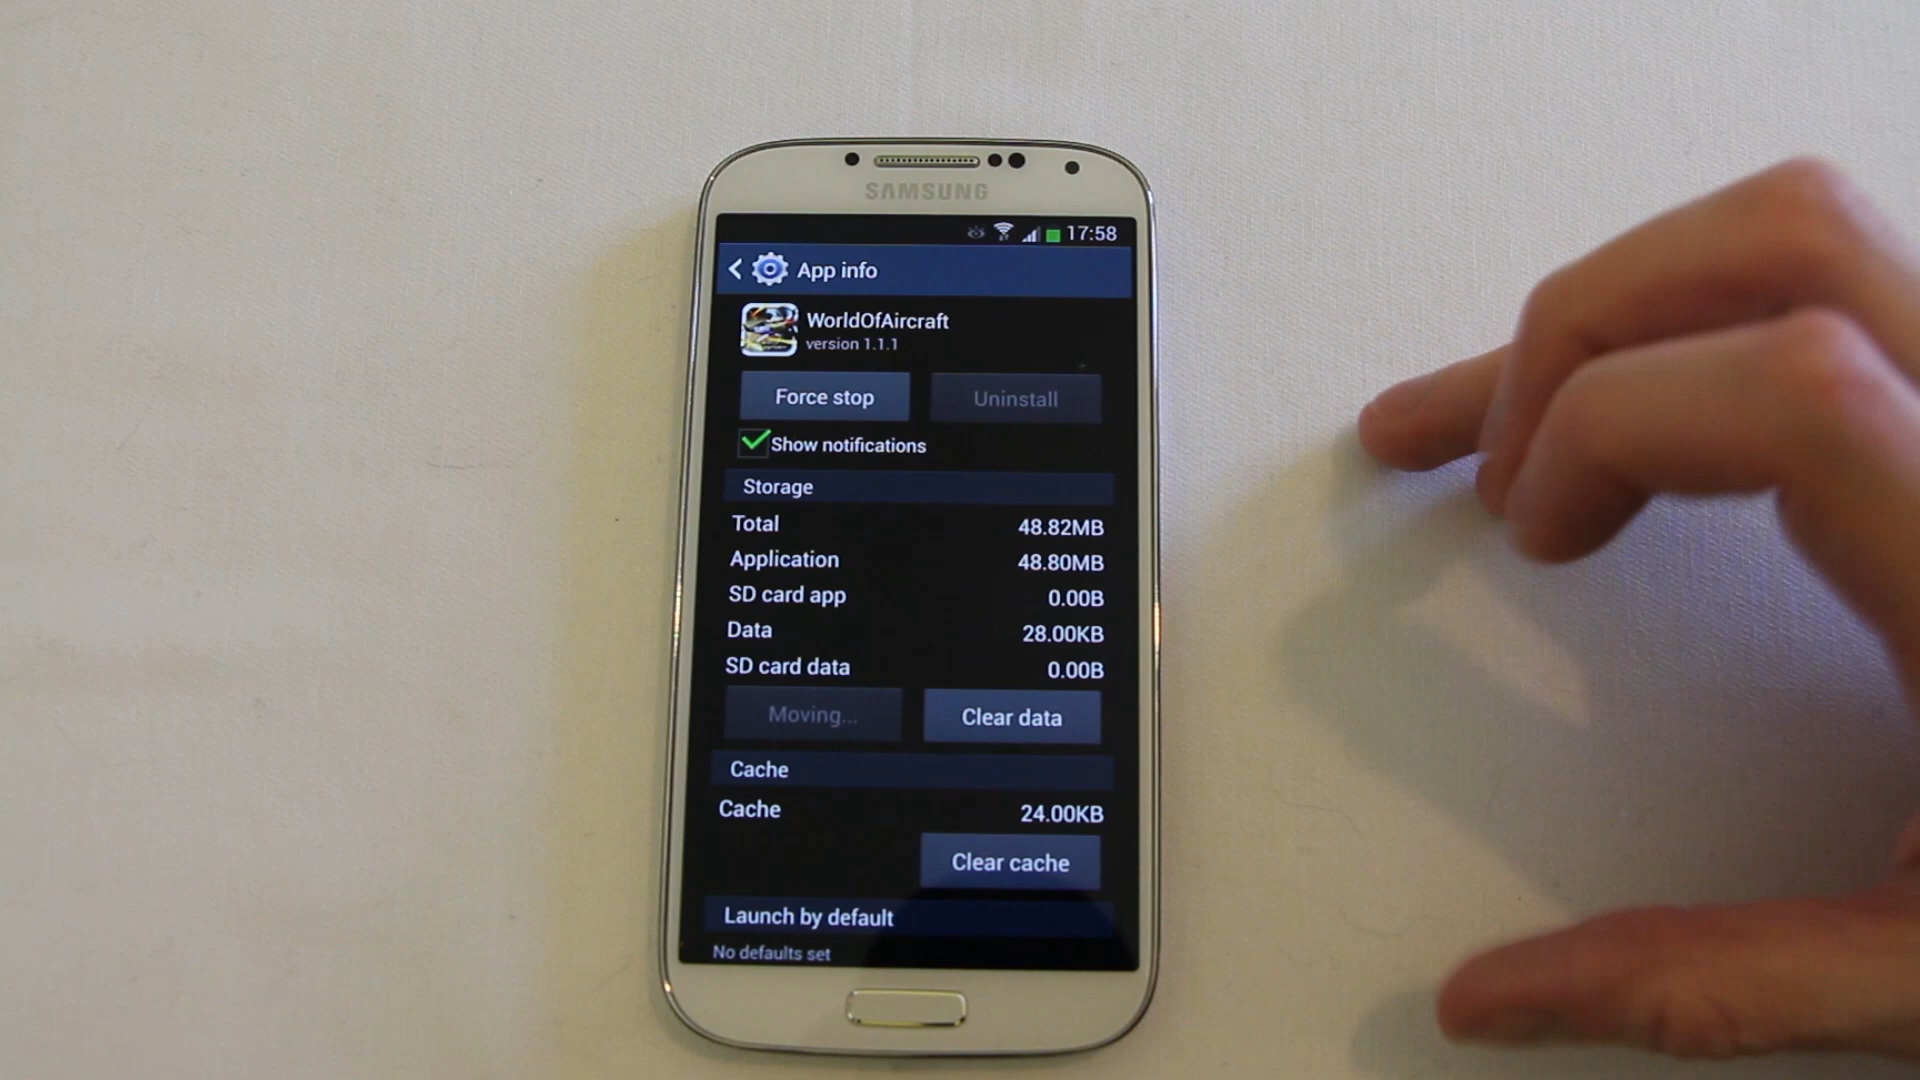 SAMSUNG
17:58
App info
WorldOfAircraft
version 1.1.1
Force stop
Uninstall
Show notifications
Storage
Total 48.82MB
Application 48.80MB
SD card app 0.00B
Data 28.00KB
SD card data 0.00B
Moving...
Clear data
Cache
Cache 24.00KB
Clear cache
Launch by default
No defaults set